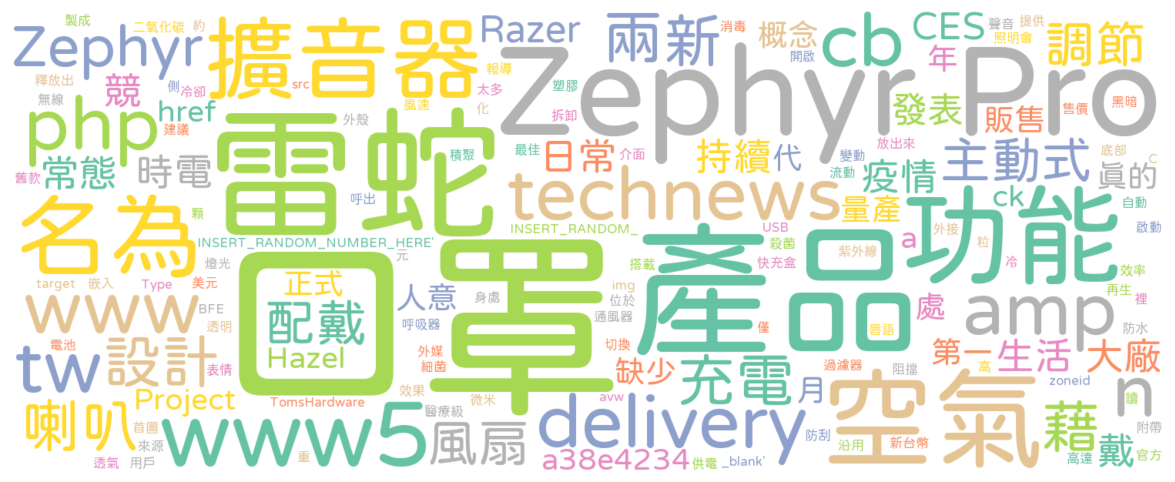 製成 二氧化碳 約 Zephyr 擴音器 Razer 兩新 消毒 概念 cb CES 聲音 提供 照明會 調節
釋放出 側 冷卻 競 src 報導 太多 化 塑膠 開啟 年
無線 php href 建議 風速 拆卸 Zephyr Pro 發表 販售 售價 黑暗
外殼 雷蛇 積聚 最佳 介面 日常 持續 代 變動 放出來 主動式 底部 C
舊款 常態 時電 顆 呼出 technews 流動 疫情 量產 ck 真的 自動
名為 INSERT_RANDOM_NUMBER_HERE' 元 INSERT_RANDOM_ USB 殺菌 紫外線 a 外接 粒 功能 啟動
燈光 口罩 正式 人意 身處 搭載 快充盒 產品 冷 效率
target 嵌入 Type 美元 配戴 img 位於 處 再生 裡
www BFE 透明 呼吸器 通風器 僅 唇語 amp 防水
電池 tw 設計 Hazel 外媒 細菌 切換 缺少 充電 過濾器 高 阻擋 第一 生活 大廠
表情 Project TomsHardware 效果 微米 avw 月 空氣 zoneid n 讀
喇叭 首圖 www5 醫療級 風扇 delivery 防刮 沿用 新台幣 藉 戴 附帶
透氣 來源 用戶 重 a38e4234 供電 _blank' 高達 官方